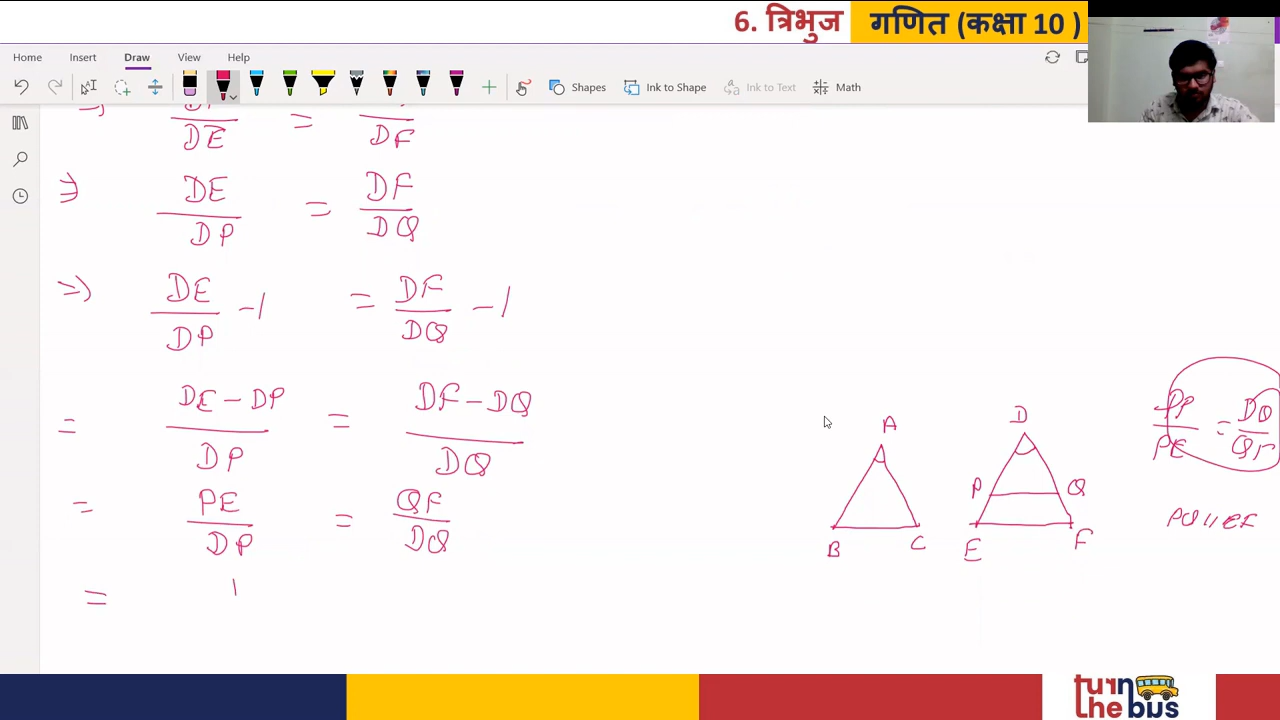 6. त्रिभुज गणित (कक्षा 10 )
Home Insert Draw View Help
Shapes Ink to Shape Ink to Text Math
DE = DF
⇒ DE/DP = DF/DQ
⇒ DE/DP - 1 = DF/DQ - 1
= DE - DP/DP = DF - DQ/DQ
= PE/DP = QF/DQ
=
A
B C
D
P Q
E F
DP/PE = DQ/QF
PQ||EF
turn
the bus